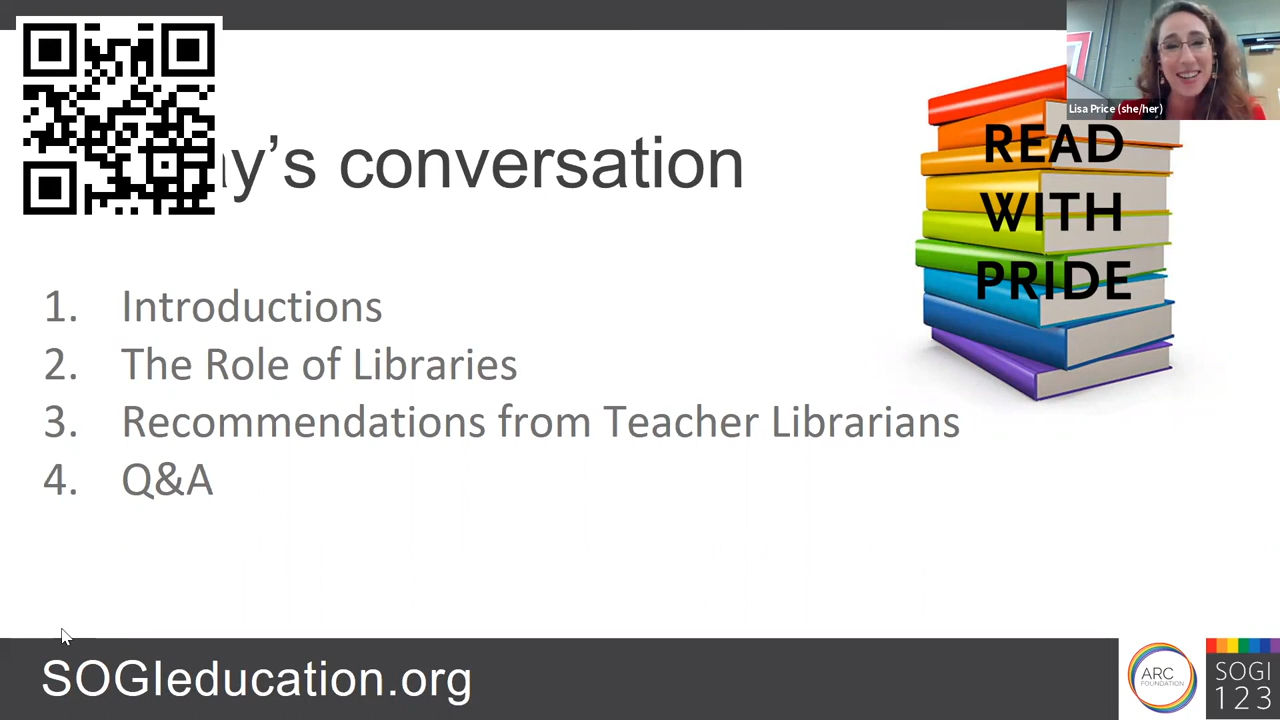 Lisa Price (she/her)
READ
WITH
PRIDE
y’s conversation
1. Introductions
2. The Role of Libraries
3. Recommendations from Teacher Librarians
4. Q&A
SOGIeducation.org
ARC
FOUNDATION
SOGI
123